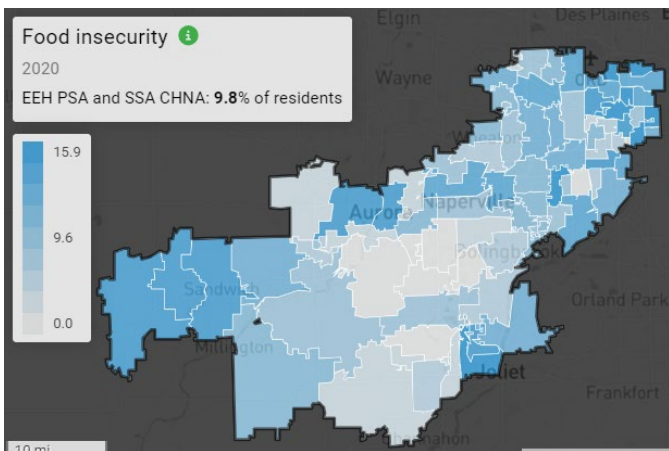 Food insecurity
2020
EEH PSA and SSA CHNA: 9.8% of residents
15.9
9.6
0.0
Elgin
Des Plaines
Wayne
Wheaton
Aurora
Naperville
Bolingbrook
Sandwich
Orland Park
Millington
Joliet
Frankfort
10 mi